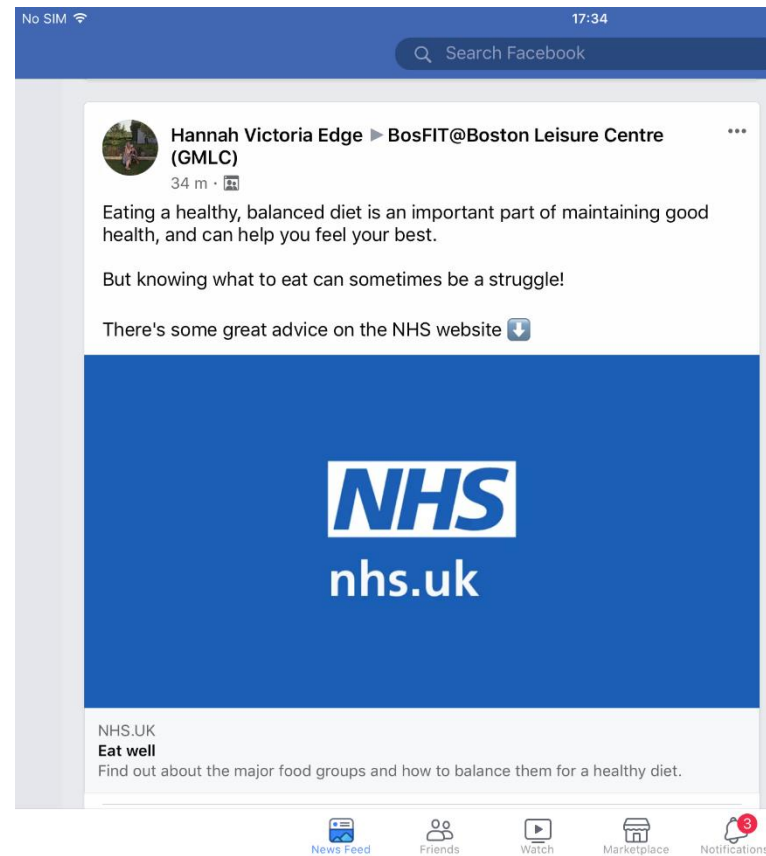 No SIM 17:34
Search Facebook
Hannah Victoria Edge ▶ BosFIT@Boston Leisure Centre
(GMLC)
34 m ·
Eating a healthy, balanced diet is an important part of maintaining good
health, and can help you feel your best.
But knowing what to eat can sometimes be a struggle!
There's some great advice on the NHS website ⬇️
NHS
nhs.uk
NHS.UK
Eat well
Find out about the major food groups and how to balance them for a healthy diet.
3
News Feed Friends Watch Marketplace Notifications